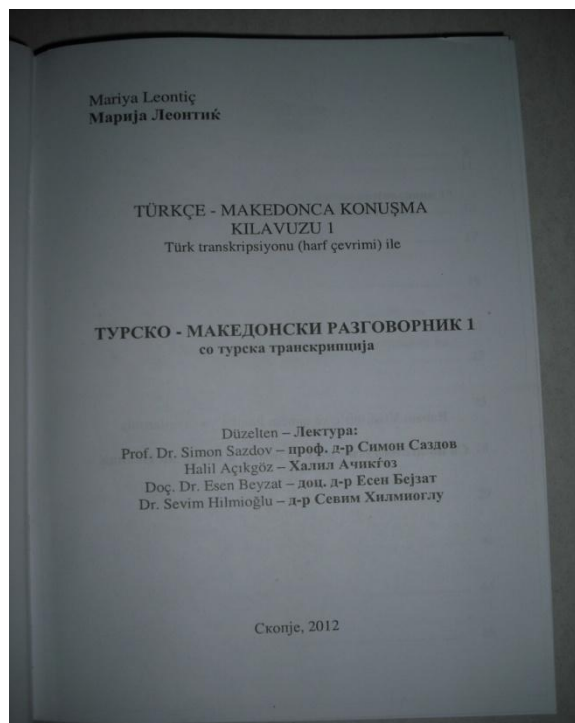 Mariya Leontiç
Марија Леонтиќ
TÜRKÇE - MAKEDONCA KONUŞMA
KILAVUZU 1
Türk transkripsiyonu (harf çevrimi) ile
ТУРСКО - МАКЕДОНСКИ РАЗГОВОРНИК 1
со турска транскрипција
Düzelten – Лектура:
Prof. Dr. Simon Sazdov – проф. д-р Симон Саздов
Halil Açıkgöz – Халил Ачикѓоз
Doç. Dr. Esen Beyzat – доц. д-р Есен Бејзат
Dr. Sevim Hilmioğlu – д-р Севим Хилмиоглу
Скопје, 2012